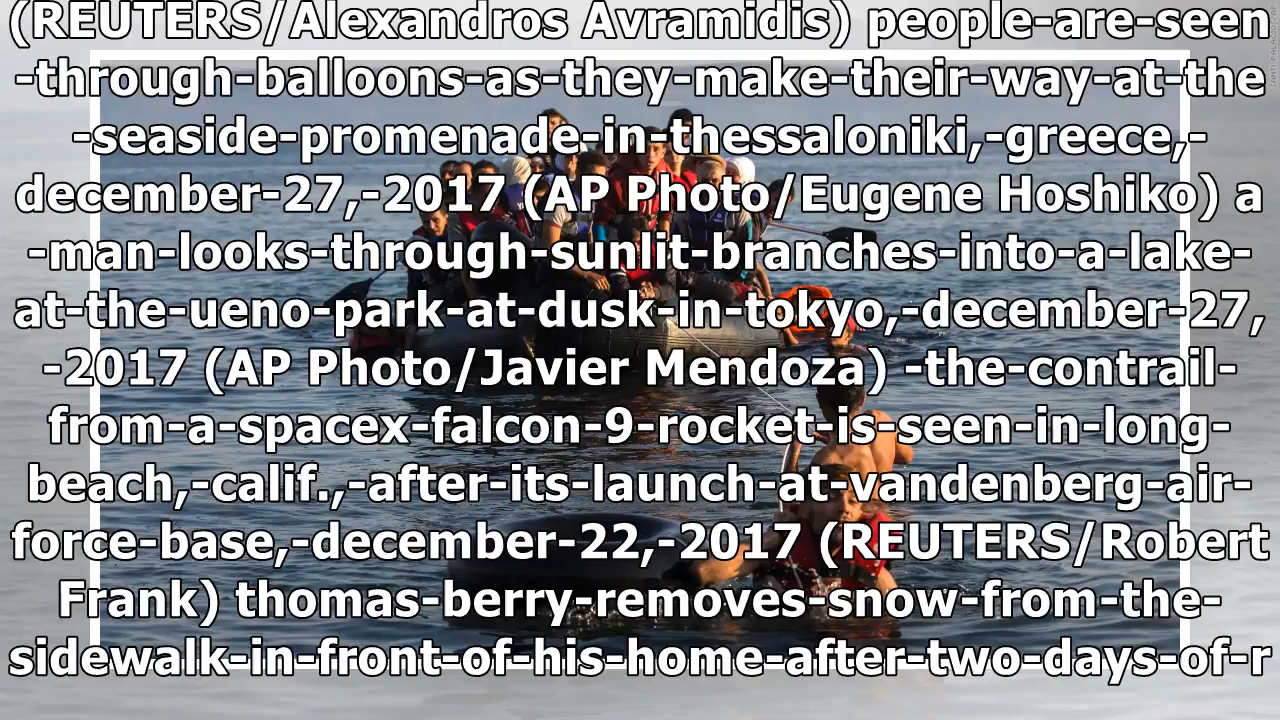 (REUTERS/Alexandros Avramidis) people-are-seen
-through-balloons-as-they-make-their-way-at-the
-seaside-promenade-in-thessaloniki,-greece,-
december-27,-2017 (AP Photo/Eugene Hoshiko) a
-man-looks-through-sunlit-branches-into-a-lake-
at-the-ueno-park-at-dusk-in-tokyo,-december-27,
-2017 (AP Photo/Javier Mendoza) -the-contrail-
from-a-spacex-falcon-9-rocket-is-seen-in-long-
beach,-calif.,-after-its-launch-at-vandenberg-air-
force-base,-december-22,-2017 (REUTERS/Robert
Frank) thomas-berry-removes-snow-from-the-
sidewalk-in-front-of-his-home-after-two-days-of-r